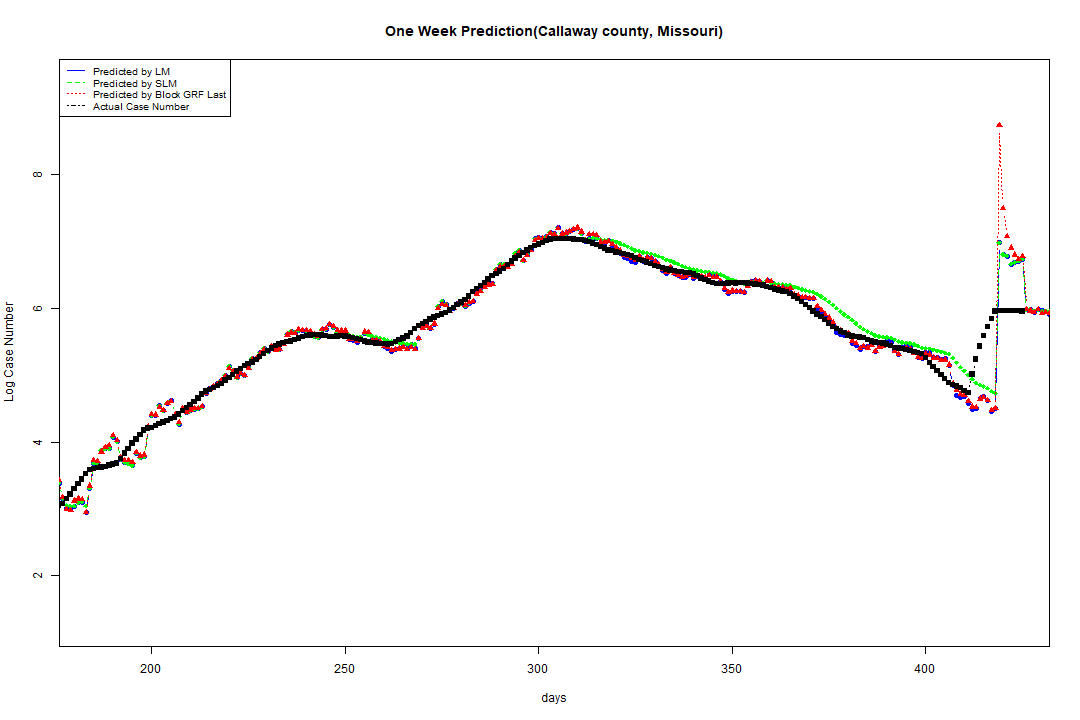 One Week Prediction(Callaway county, Missouri)
Predicted by LM
Predicted by SLM
Predicted by Block GRF Last
Actual Case Number
Log Case Number
8
6
4
2
200 250 300 350 400
days